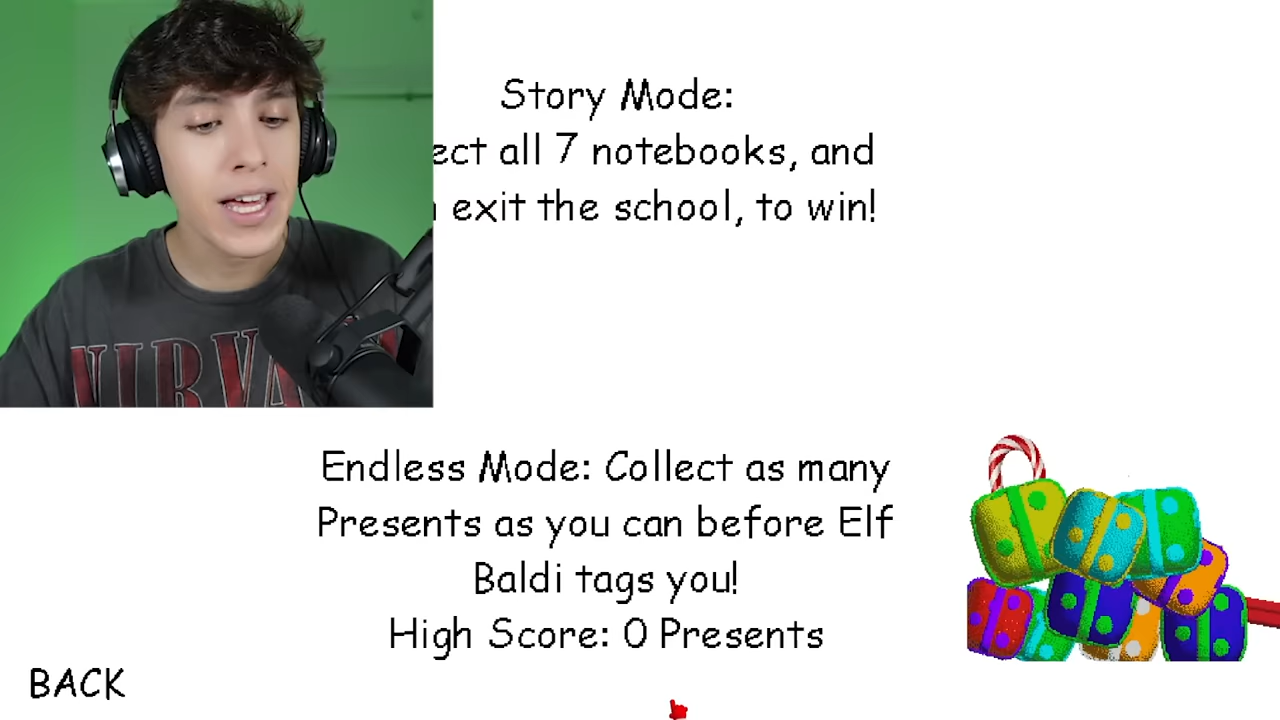 Story Mode:
ect all 7 notebooks, and
exit the school, to win!
NIRVA
Endless Mode: Collect as many
Presents as you can before Elf
Baldi tags you!
High Score: 0 Presents
BACK